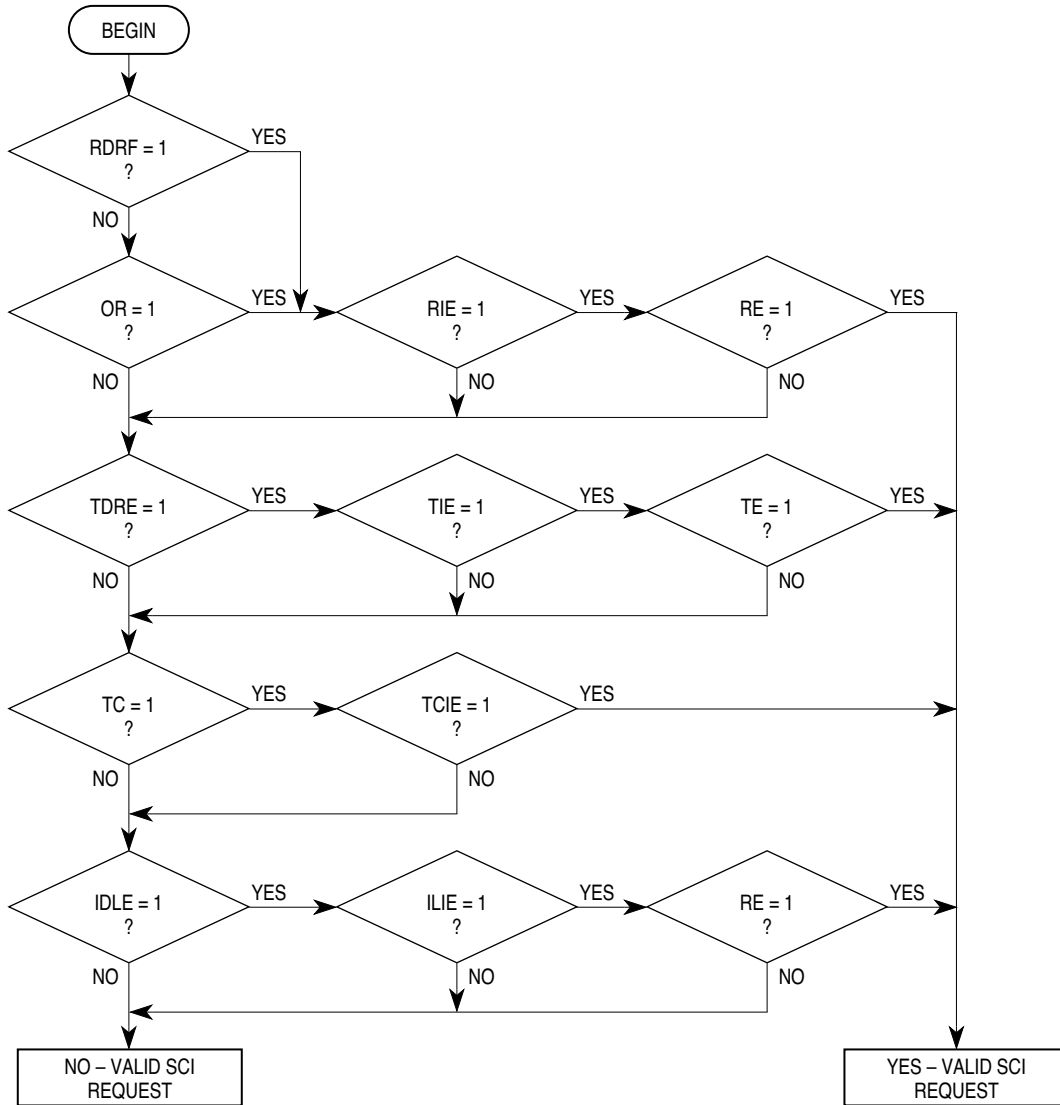 BEGIN
RDRF = 1
?
YES
NO
OR = 1
?
YES
NO
RIE = 1
?
YES
NO
RE = 1
?
YES
NO
TDRE = 1
?
YES
NO
TIE = 1
?
YES
NO
TE = 1
?
YES
NO
TC = 1
?
YES
NO
TCIE = 1
?
YES
NO
IDLE = 1
?
YES
NO
ILIE = 1
?
YES
NO
RE = 1
?
YES
NO
NO – VALID SCI
REQUEST
YES – VALID SCI
REQUEST